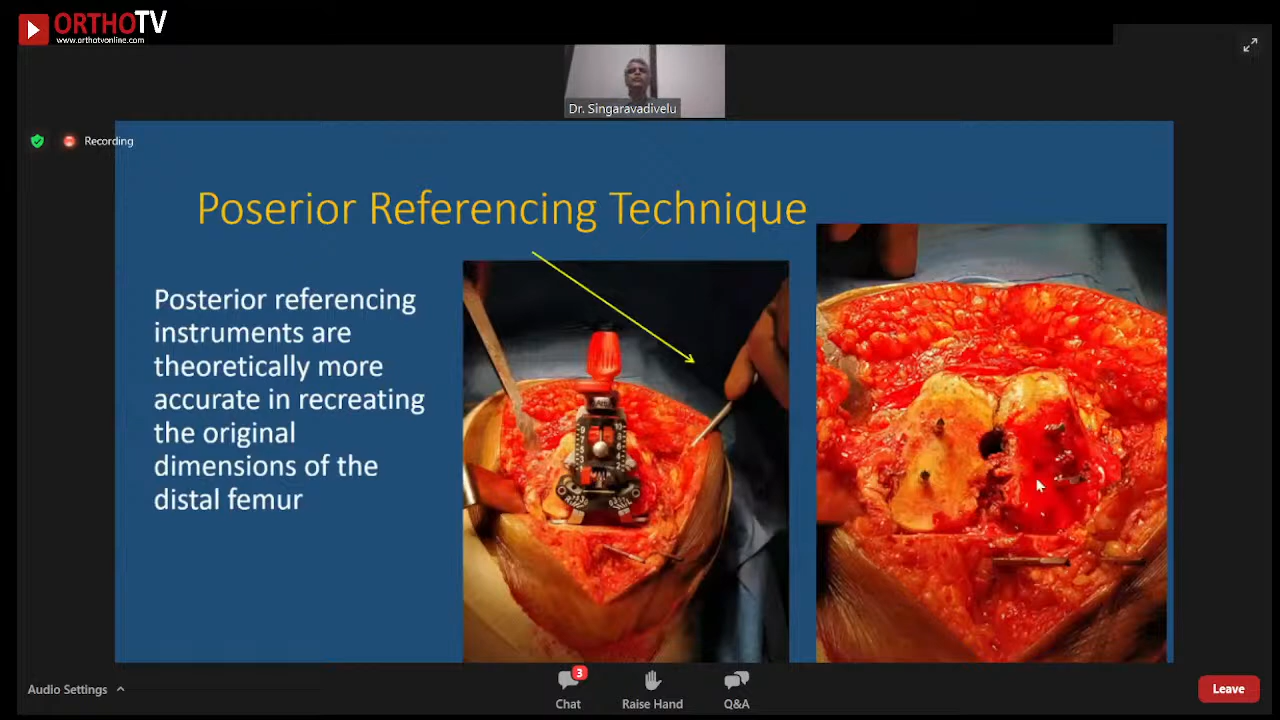 ORTHOTV
www.orthotvonline.com
Dr. Singaravadivelu
Recording
Poserior Referencing Technique
Posterior referencing
instruments are
theoretically more
accurate in recreating
the original
dimensions of the
distal femur
Audio Settings
3
Chat
Raise Hand
Q&A
Leave